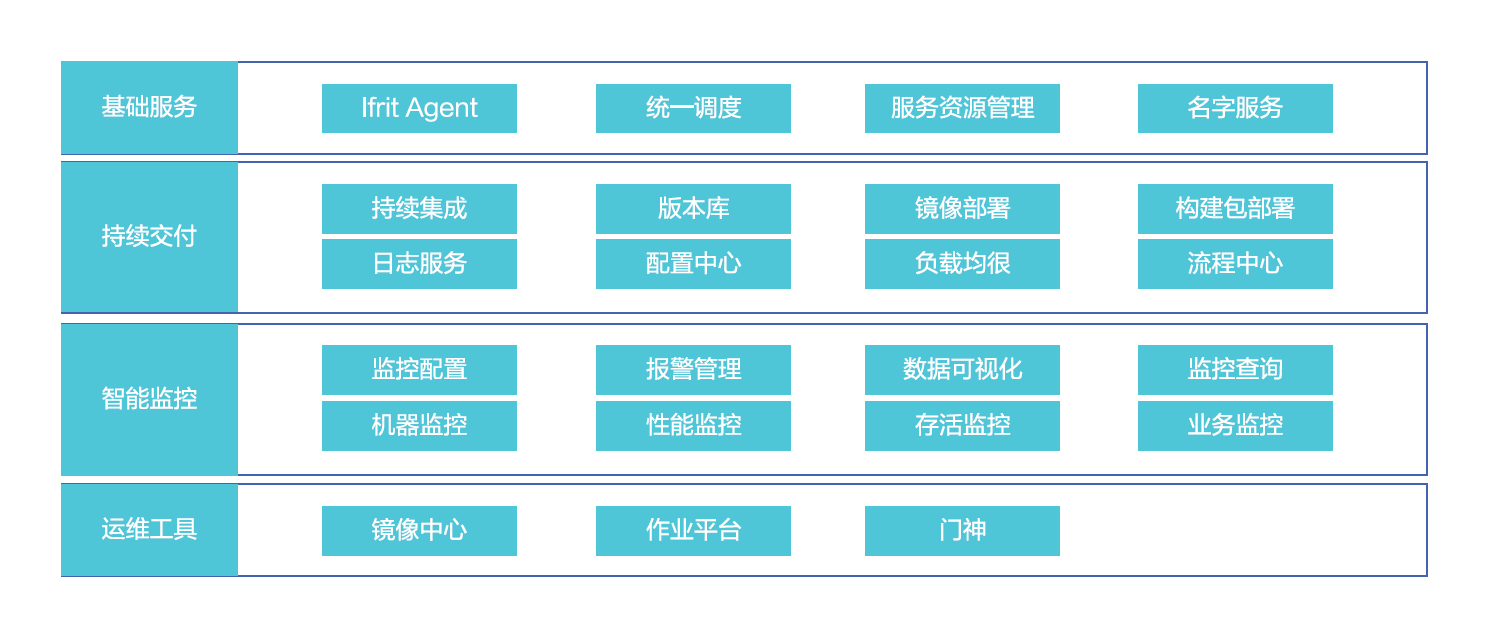 基础服务
Ifrit Agent
统一调度
服务资源管理
名字服务
持续交付
持续集成
版本库
镜像部署
构建包部署
日志服务
配置中心
负载均很
流程中心
智能监控
监控配置
报警管理
数据可视化
监控查询
机器监控
性能监控
存活监控
业务监控
运维工具
镜像中心
作业平台
门神